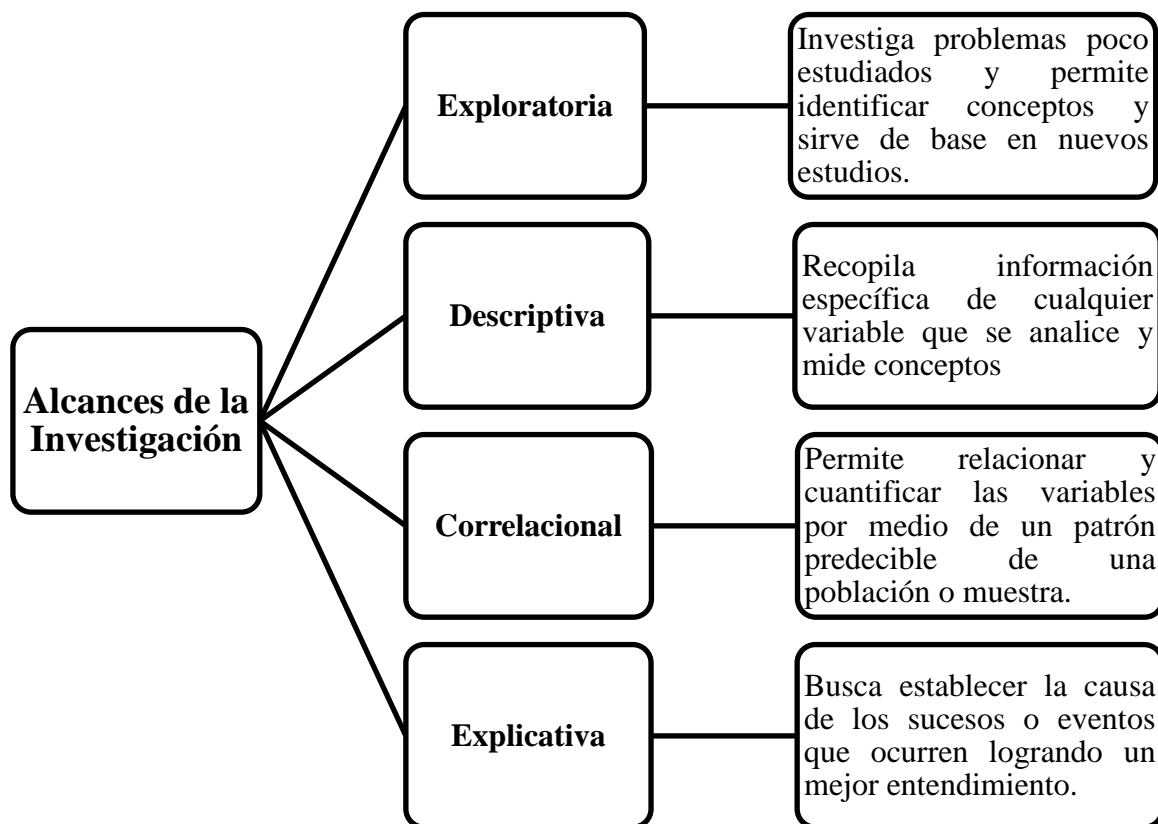 Alcances de la
Investigación
Exploratoria
Investiga problemas poco
estudiados y permite
identificar conceptos y
sirve de base en nuevos
estudios.
Descriptiva
Recopila información
específica de cualquier
variable que se analice y
mide conceptos
Correlacional
Permite relacionar y
cuantificar las variables
por medio de un patrón
predecible de una
población o muestra.
Explicativa
Busca establecer la causa
de los sucesos o eventos
que ocurren logrando un
mejor entendimiento.